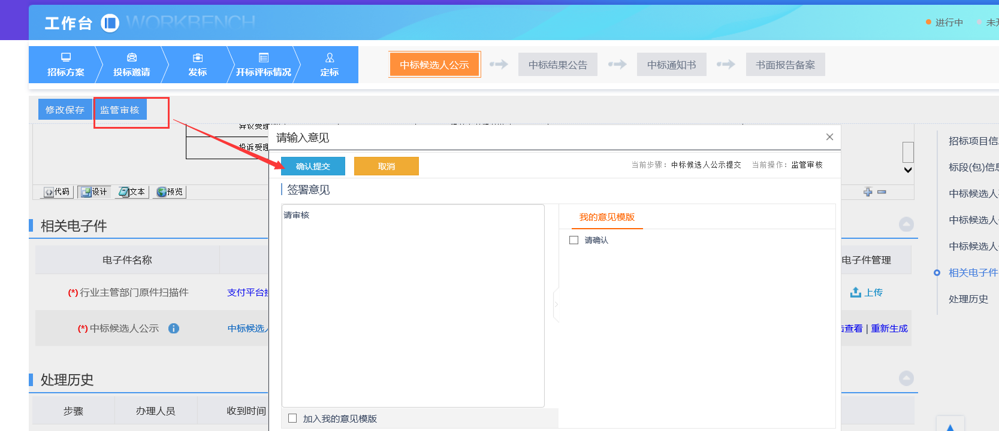 工作台 WORKBENCH
进行中
招标方案
投标邀请
发标
开标评标情况
定标
中标候选人公示
中标结果公告
中标通知书
书面报告备案
修改保存
监管审核
异议受理
投诉受理
代码
设计
文本
预览
请输入意见
确认提交
取消
当前步骤：中标候选人公示提交
当前操作：监管审核
签署意见
请审核
我的意见模版
请确认
加入我的意见模版
相关电子件
电子件名称
电子件管理
(*)行业主管部门原件扫描件
支付平台
上传
(*)中标候选人公示
中标候选
查看 | 重新生成
处理历史
步骤
办理人员
收到时间
招标项目信
标段(包)信
中标候选人
中标候选人
中标候选人
相关电子件
处理历史